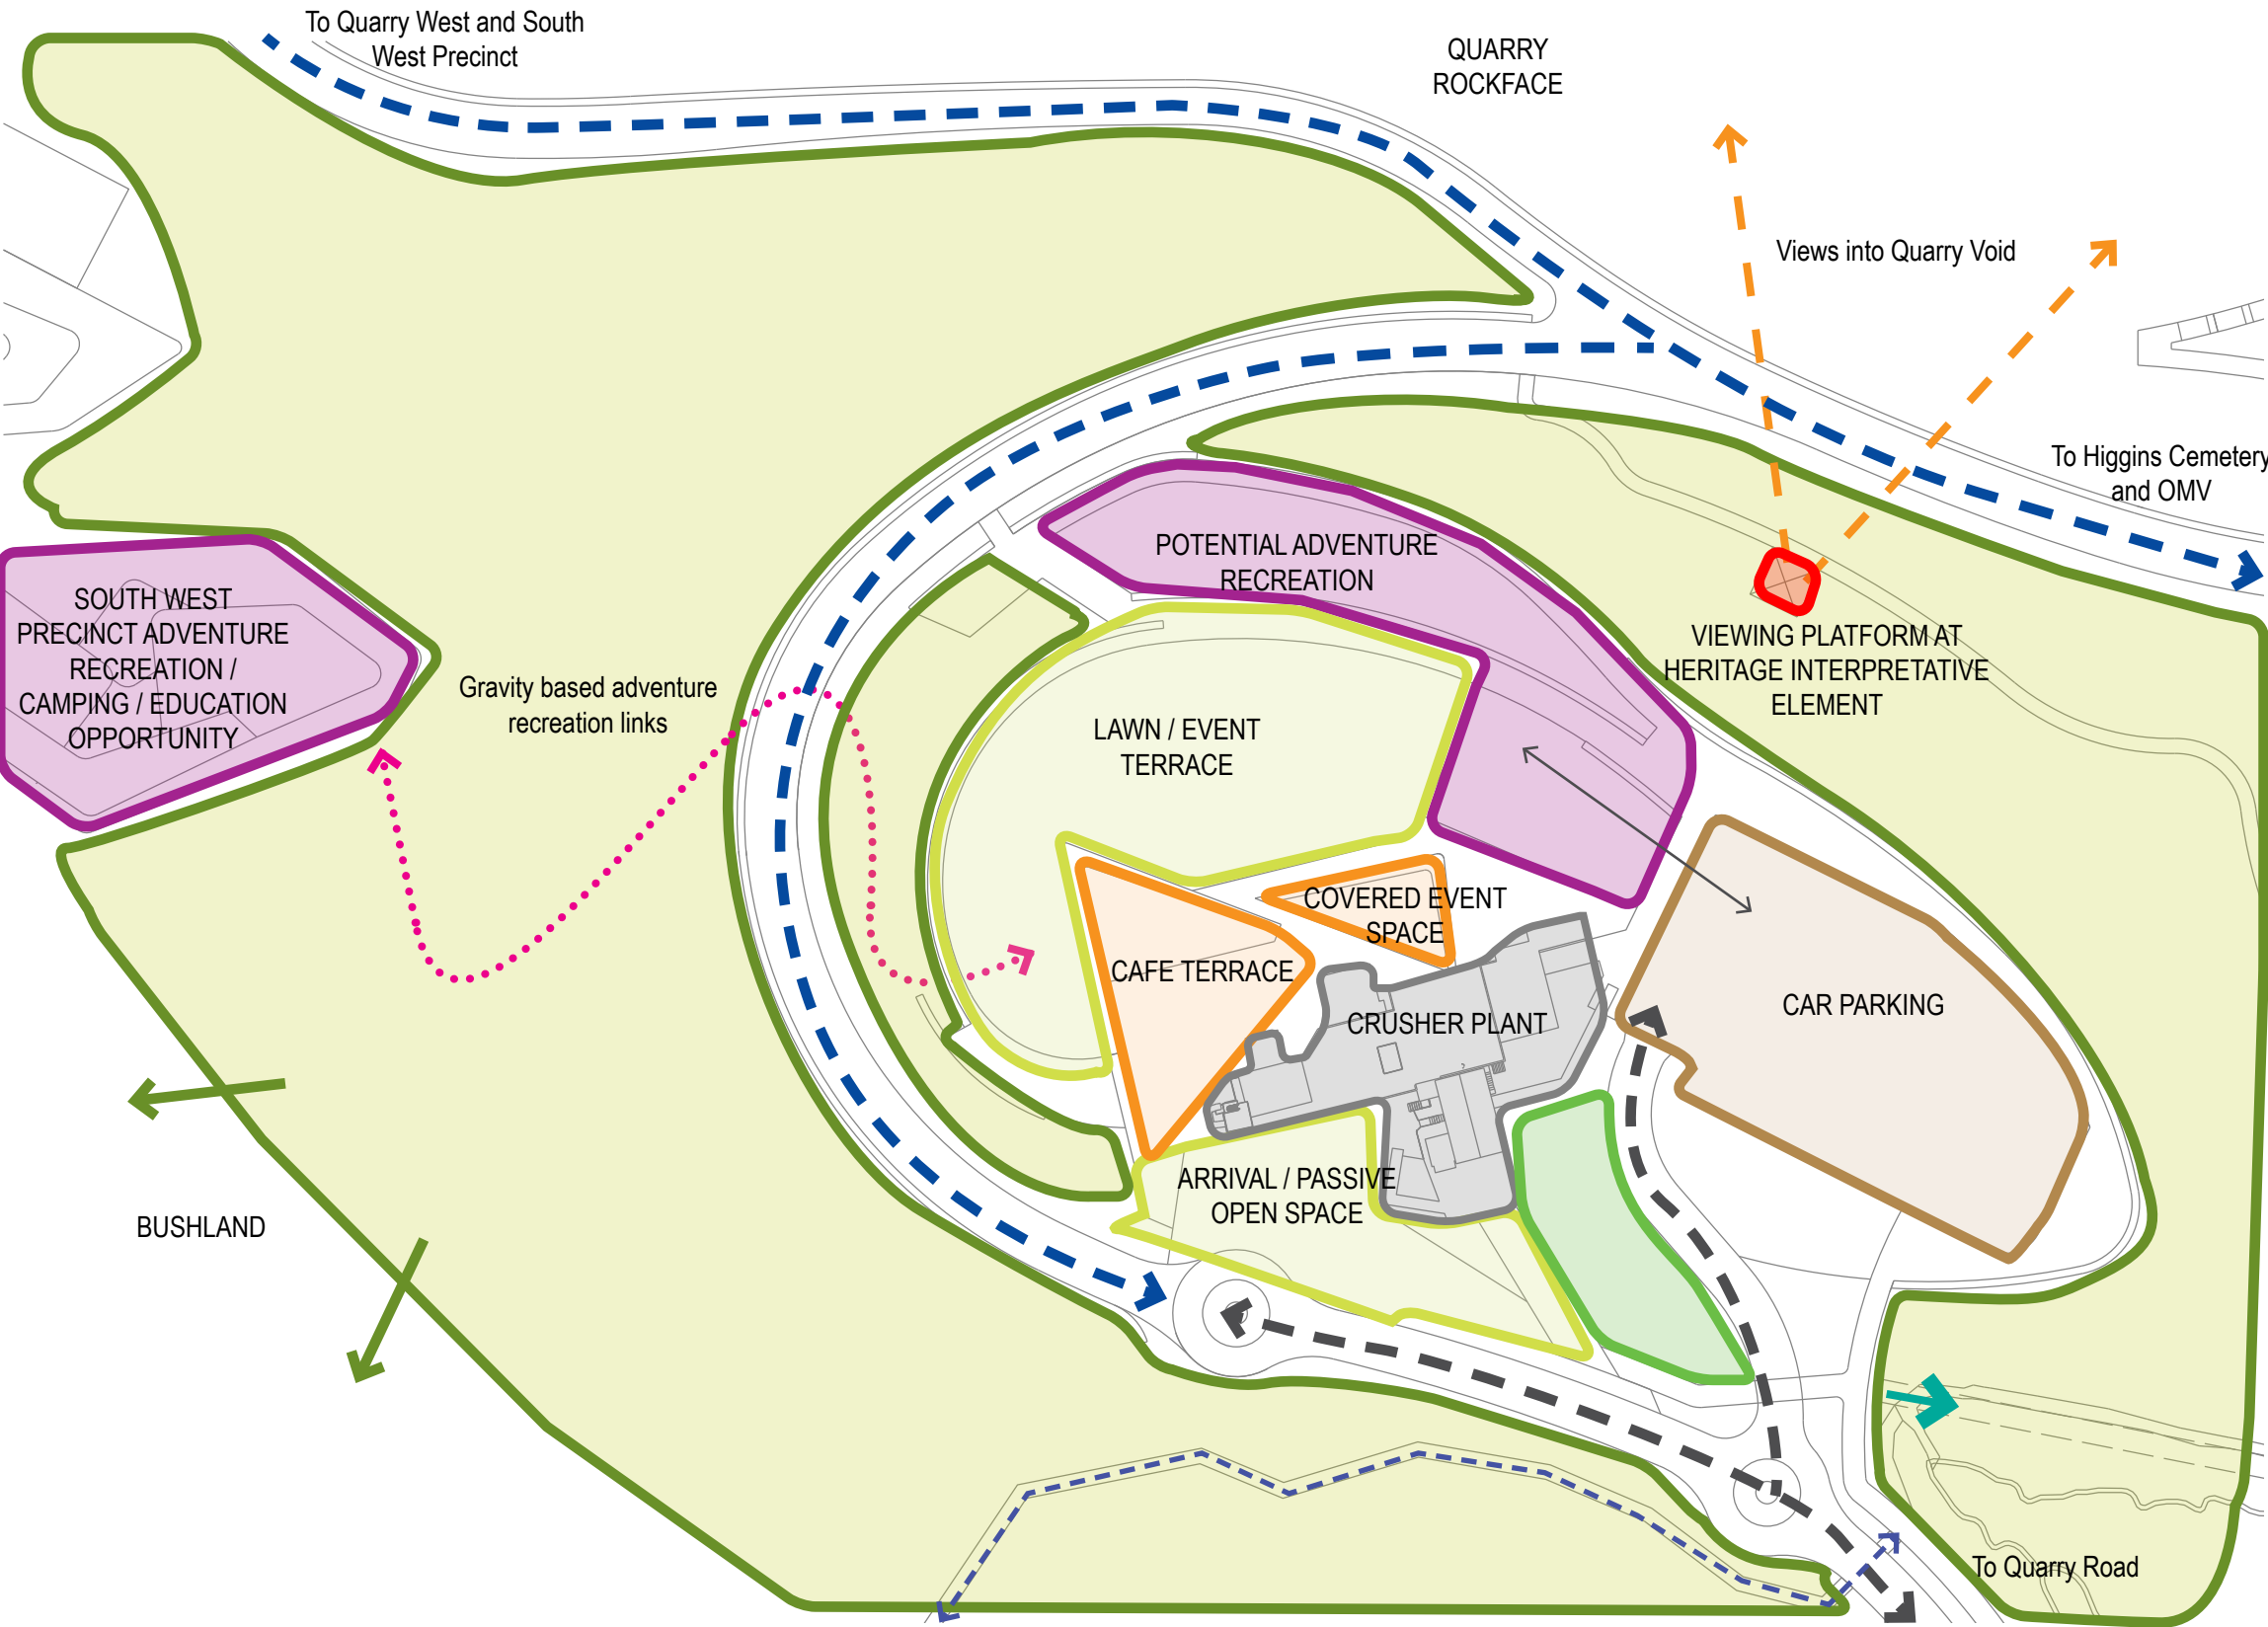 To Quarry West and South
West Precinct
QUARRY
ROCKFACE
Views into Quarry Void
To Higgins Cemetery
and OMV
POTENTIAL ADVENTURE
RECREATION
SOUTH WEST
PRECINCT ADVENTURE
RECREATION /
CAMPING / EDUCATION
OPPORTUNITY
Gravity based adventure
recreation links
VIEWING PLATFORM AT
HERITAGE INTERPRETATIVE
ELEMENT
LAWN / EVENT
TERRACE
COVERED EVENT
SPACE
CAFE TERRACE
CRUSHER PLANT
CAR PARKING
ARRIVAL / PASSIVE
OPEN SPACE
BUSHLAND
To Quarry Road